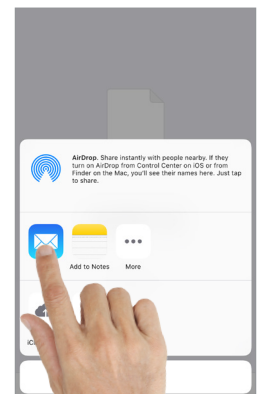 AirDrop. Share instantly with people nearby. If they
turn on AirDrop from Control Center on iOS or from
Finder on the Mac, you'll see their names here. Just tap
to share.
Add to Notes
More